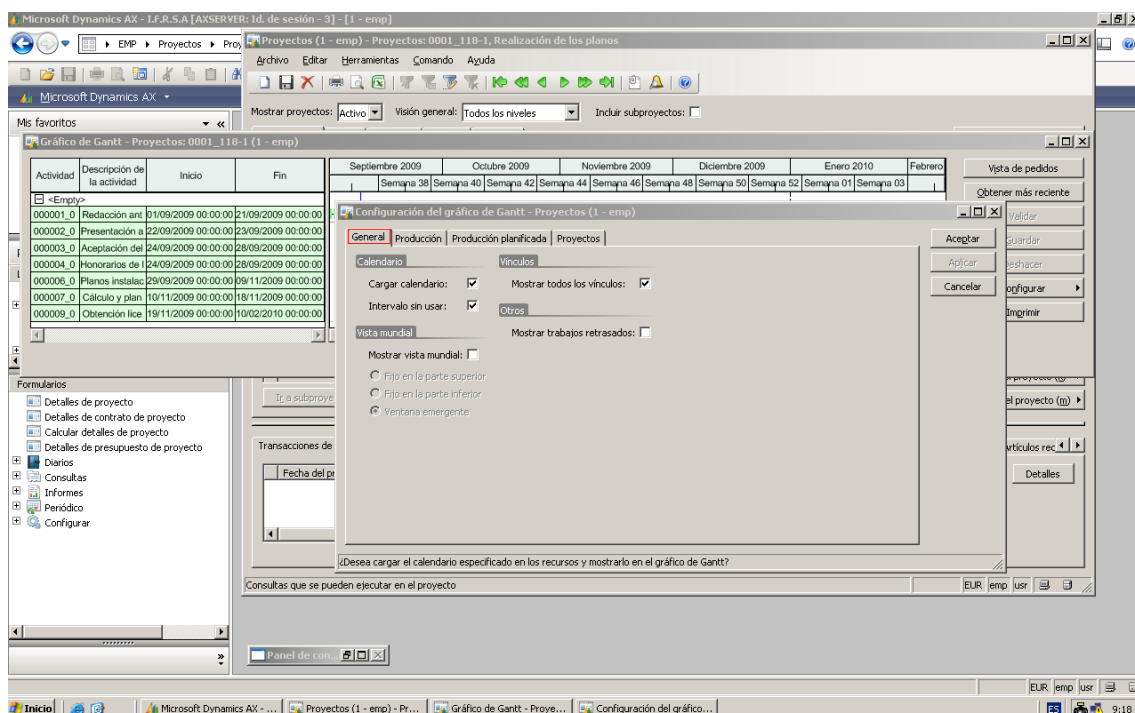 Microsoft Dynamics AX - I.F.R.S.A [AXSERVER: Id. de sesión - 3] - [1 - emp]
EMP Proyectos Proy
Microsoft Dynamics AX
Mis favoritos
Proyectos (1 - emp) - Proyectos: 0001_118-1, Realización de los planos
Archivo Editar Herramientas Comando Ayuda
Mostrar proyectos: Activo Visión general: Todos los niveles Incluir subproyectos:
Gráfico de Gantt - Proyectos: 0001_118-1 (1 - emp)
Actividad Descripción de la actividad Inicio Fin
Septiembre 2009 Octubre 2009 Noviembre 2009 Diciembre 2009 Enero 2010 Febrero
Semana 38 Semana 40 Semana 42 Semana 44 Semana 46 Semana 48 Semana 50 Semana 52 Semana 01 Semana 03
<Empty>
000001_0 Redacción ant 01/09/2009 00:00:00 21/09/2009 00:00:00
000002_0 Presentación a 22/09/2009 00:00:00 23/09/2009 00:00:00
000003_0 Aceptación del 24/09/2009 00:00:00 28/09/2009 00:00:00
000004_0 Honorarios de l 24/09/2009 00:00:00 28/09/2009 00:00:00
000006_0 Planos instalac 29/09/2009 00:00:00 09/11/2009 00:00:00
000007_0 Cálculo y plan 10/11/2009 00:00:00 18/11/2009 00:00:00
000009_0 Obtención lice 19/11/2009 00:00:00 10/02/2010 00:00:00
Vista de pedidos
Obtener más reciente
Validar
Guardar
Deshacer
onfigurar
Imprimir
Configuración del gráfico de Gantt - Proyectos (1 - emp)
General Producción Producción planificada Proyectos
Calendario
Cargar calendario:
Intervalo sin usar:
Vista mundial
Mostrar vista mundial:
Fijo en la parte superior
Fijo en la parte inferior
Ventana emergente
Vínculos
Mostrar todos los vínculos:
Otros
Mostrar trabajos retrasados:
Aceptar
Aplicar
Cancelar
¿Desea cargar el calendario especificado en los recursos y mostrarlo en el gráfico de Gantt?
Formularios
Detalles de proyecto
Detalles de contrato de proyecto
Calcular detalles de proyecto
Detalles de presupuesto de proyecto
Diarios
Consultas
Informes
Periódico
Configurar
Ir a subproye
Transacciones de
Fecha del pr
el proyecto (m)
Artículos rec
Detalles
Consultas que se pueden ejecutar en el proyecto
EUR emp usr
Panel de con...
EUR emp usr
Inicio Microsoft Dynamics AX - ... Proyectos (1 - emp) - Pr... Gráfico de Gantt - Proye... Configuración del gráfico... ES 9:18